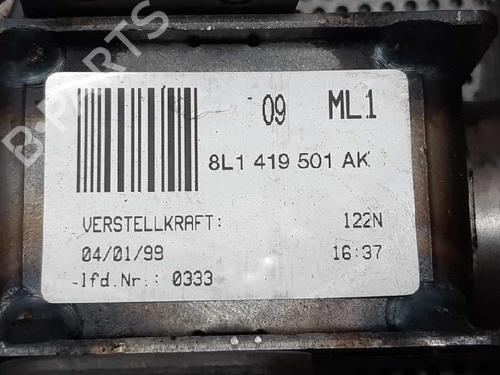 09 ML1
8L1 419 501 AK
VERSTELLKRAFT: 122N
04/01/99 16:37
lfd.Nr.: 0333
B-PARTS